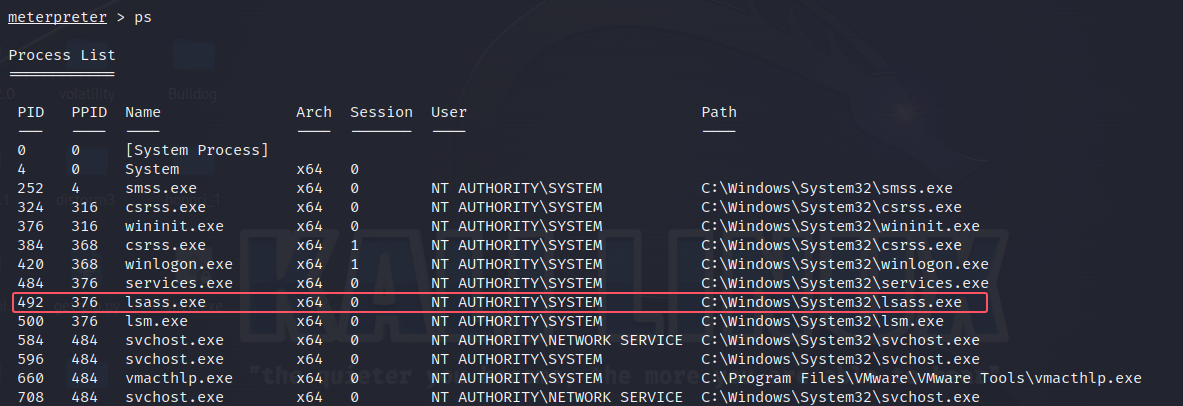 meterpreter > ps
Process List
============
PID PPID Name Arch Session User Path
--- ---- ---- ---- ------- ---- ----
0 0 [System Process]
4 0 System x64 0
252 4 smss.exe x64 0 NT AUTHORITY\SYSTEM C:\Windows\System32\smss.exe
324 316 csrss.exe x64 0 NT AUTHORITY\SYSTEM C:\Windows\System32\csrss.exe
376 316 wininit.exe x64 0 NT AUTHORITY\SYSTEM C:\Windows\System32\wininit.exe
384 368 csrss.exe x64 1 NT AUTHORITY\SYSTEM C:\Windows\System32\csrss.exe
420 368 winlogon.exe x64 1 NT AUTHORITY\SYSTEM C:\Windows\System32\winlogon.exe
484 376 services.exe x64 0 NT AUTHORITY\SYSTEM C:\Windows\System32\services.exe
492 376 lsass.exe x64 0 NT AUTHORITY\SYSTEM C:\Windows\System32\lsass.exe
500 376 lsm.exe x64 0 NT AUTHORITY\SYSTEM C:\Windows\System32\lsm.exe
584 484 svchost.exe x64 0 NT AUTHORITY\NETWORK SERVICE C:\Windows\System32\svchost.exe
596 484 svchost.exe x64 0 NT AUTHORITY\SYSTEM C:\Windows\System32\svchost.exe
660 484 vmacthlp.exe x64 0 NT AUTHORITY\SYSTEM C:\Program Files\VMware\VMware Tools\vmacthlp.exe
708 484 svchost.exe x64 0 NT AUTHORITY\NETWORK SERVICE C:\Windows\System32\svchost.exe
volatility
Bulldog